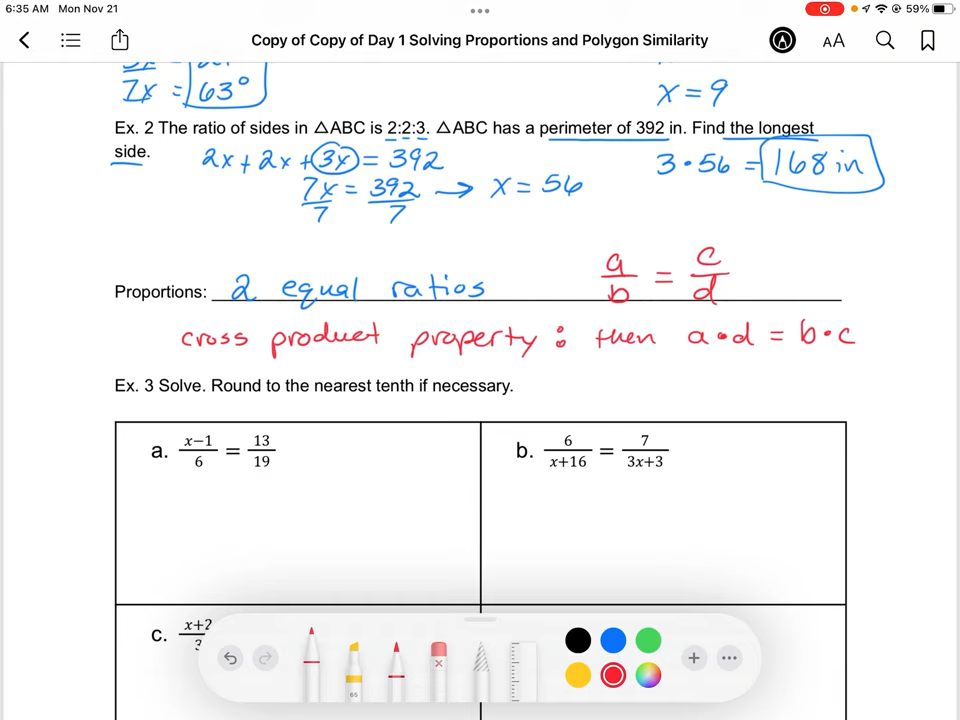 6:35 AM Mon Nov 21
59%
Copy of Copy of Day 1 Solving Proportions and Polygon Similarity
AA
7x = 63°
x = 9
Ex. 2 The ratio of sides in △ABC is 2:2:3. △ABC has a perimeter of 392 in. Find the longest
side.
2x + 2x + 3x = 392
3 • 56 = 168 in
7x/7 = 392/7 → x = 56
Proportions: 2 equal ratios
a/b = c/d
cross product property : then a • d = b • c
Ex. 3 Solve. Round to the nearest tenth if necessary.
a. x−1/6 = 13/19
b. 6/x+16 = 7/3x+3
c. x+2/3
65